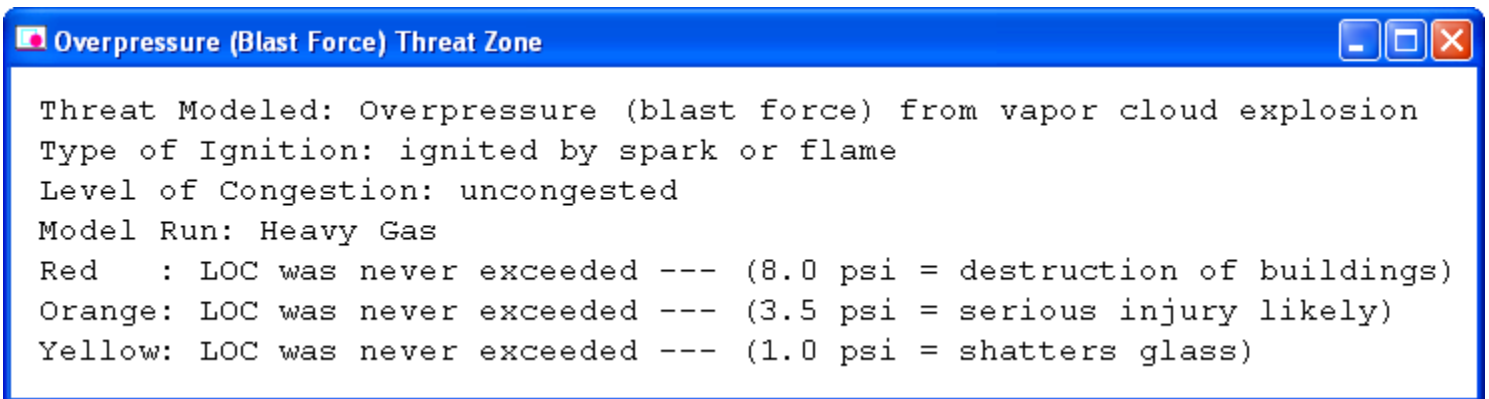 Overpressure (Blast Force) Threat Zone
Threat Modeled: Overpressure (blast force) from vapor cloud explosion
Type of Ignition: ignited by spark or flame
Level of Congestion: uncongested
Model Run: Heavy Gas
Red   : LOC was never exceeded --- (8.0 psi = destruction of buildings)
Orange: LOC was never exceeded --- (3.5 psi = serious injury likely)
Yellow: LOC was never exceeded --- (1.0 psi = shatters glass)